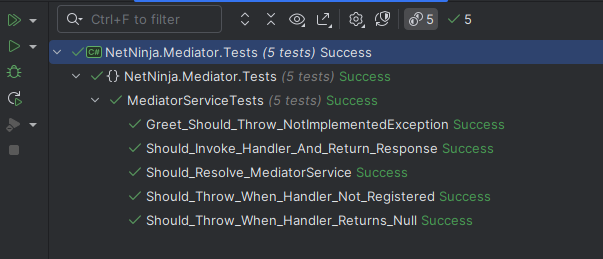 Ctrl+F to filter 5 5
C# NetNinja.Mediator.Tests (5 tests) Success
{} NetNinja.Mediator.Tests (5 tests) Success
MediatorServiceTests (5 tests) Success
Greet_Should_Throw_NotImplementedException Success
Should_Invoke_Handler_And_Return_Response Success
Should_Resolve_MediatorService Success
Should_Throw_When_Handler_Not_Registered Success
Should_Throw_When_Handler_Returns_Null Success